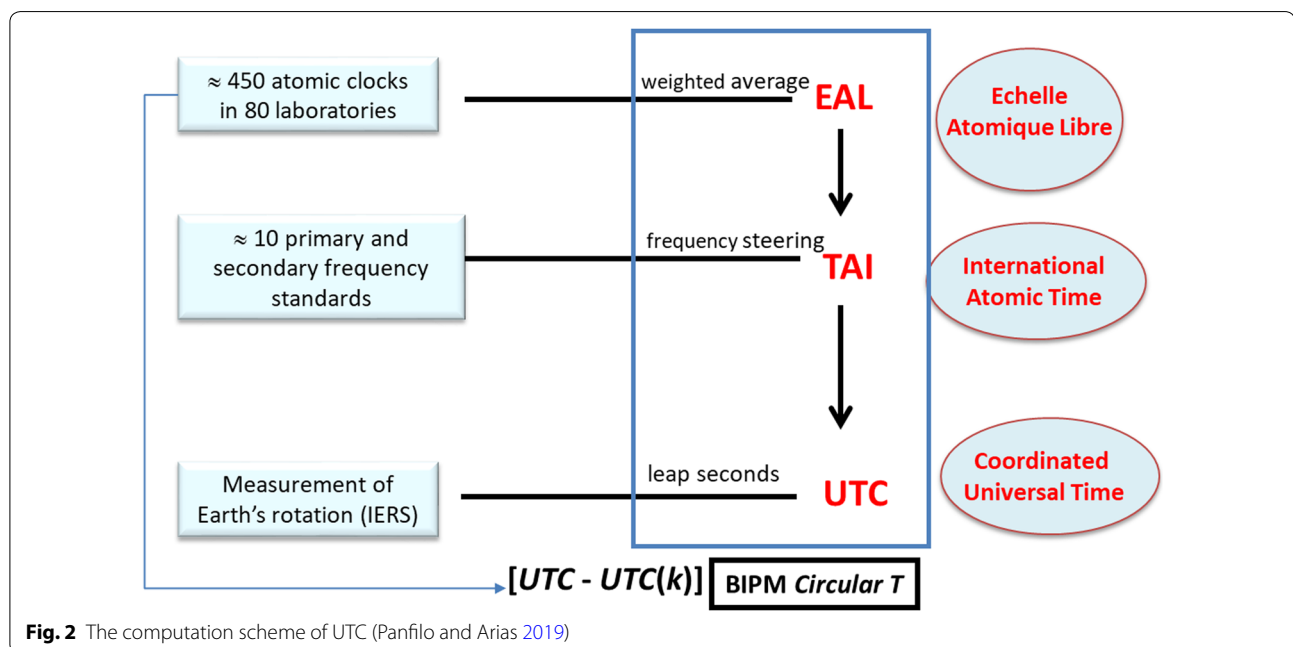 ≈ 450 atomic clocks
in 80 laboratories
weighted average
EAL
Echelle
Atomique Libre
≈ 10 primary and
secondary frequency
standards
frequency steering
TAI
International
Atomic Time
Measurement of
Earth's rotation (IERS)
leap seconds
UTC
Coordinated
Universal Time
[UTC - UTC(k)] BIPM Circular T
Fig. 2 The computation scheme of UTC (Panfilo and Arias 2019)